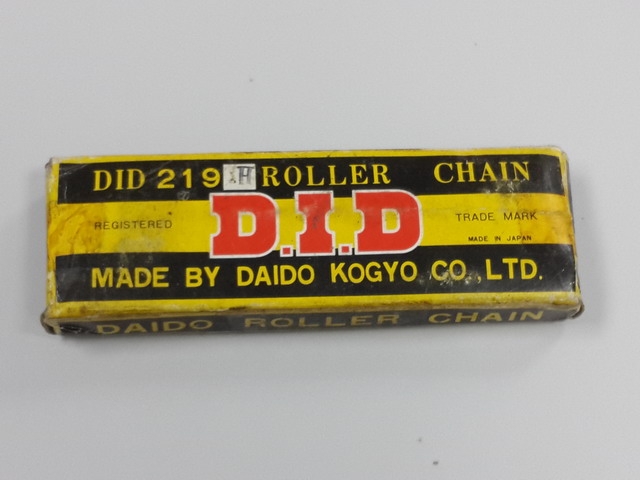 DID 219 H ROLLER CHAIN
REGISTERED D.I.D TRADE MARK
MADE IN JAPAN
MADE BY DAIDO KOGYO CO., LTD.
DAIDO ROLLER CHAIN